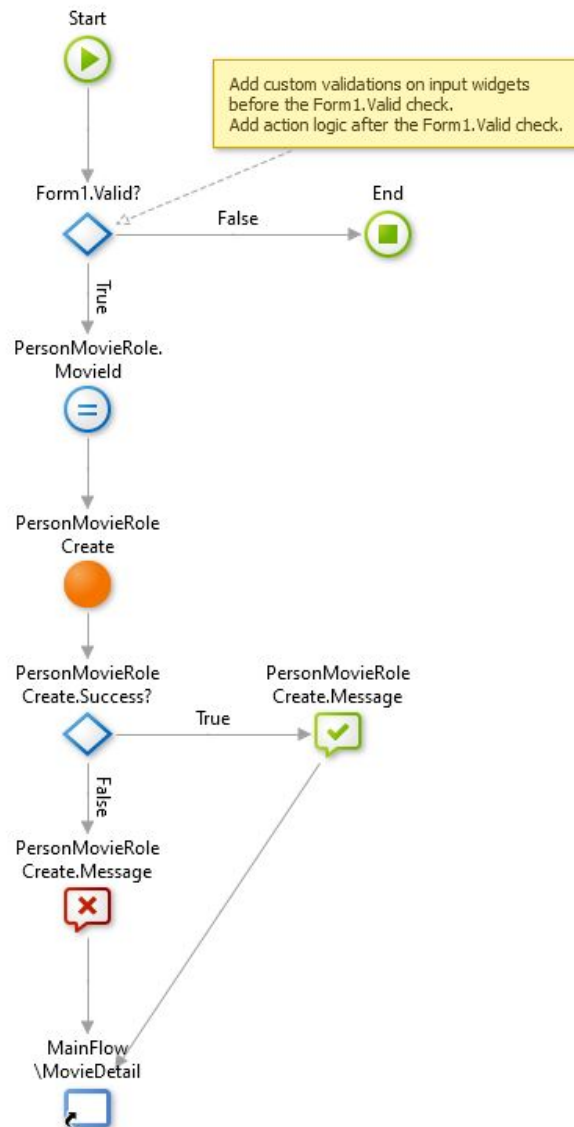 Start
Add custom validations on input widgets
before the Form1.Valid check.
Add action logic after the Form1.Valid check.
Form1.Valid?
False
End
True
PersonMovieRole.
MovieId
PersonMovieRole
Create
PersonMovieRole
Create.Success?
True
PersonMovieRole
Create.Message
False
PersonMovieRole
Create.Message
MainFlow
\MovieDetail